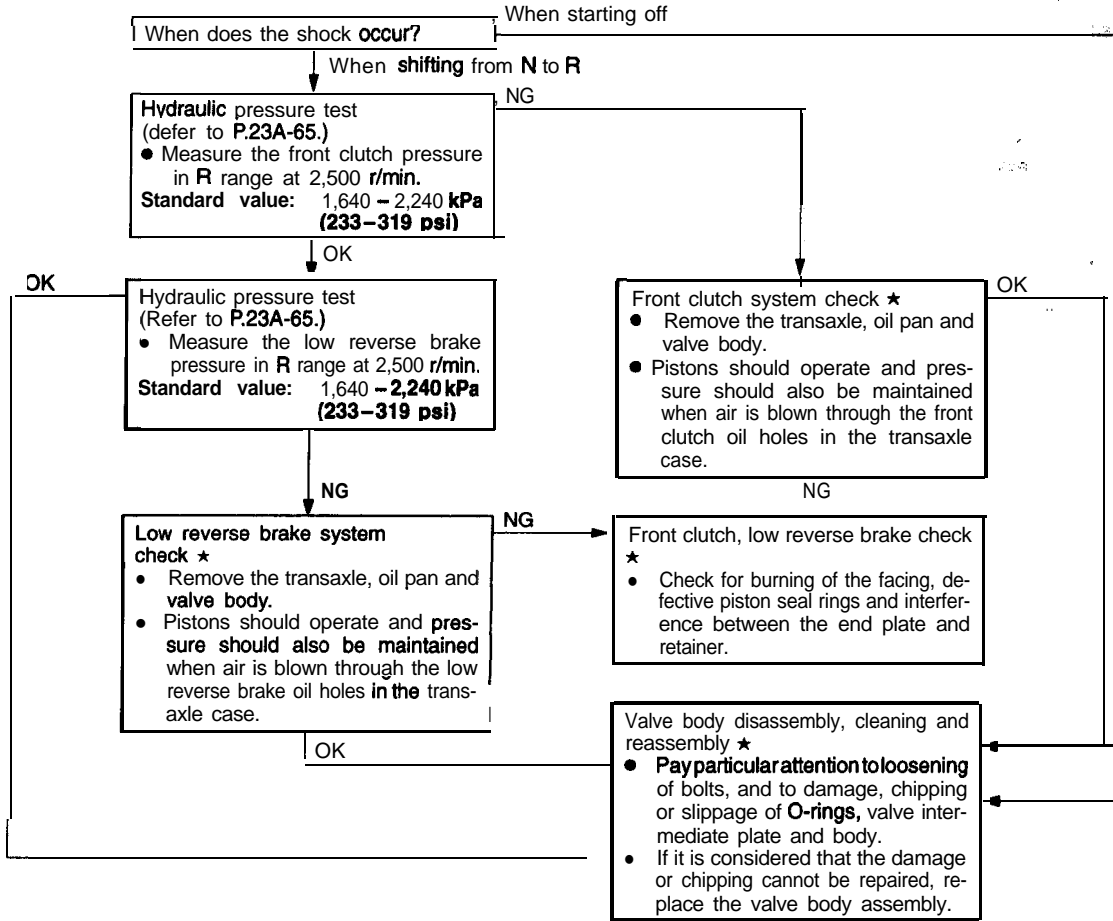 When starting off
When does the shock occur?
When shifting from N to R
NG
Hydraulic pressure test
(defer to P.23A-65.)
● Measure the front clutch pressure
in R range at 2,500 r/min.
Standard value: 1,640 – 2,240 kPa
(233–319 psi)
OK
OK
Hydraulic pressure test
(Refer to P.23A-65.)
● Measure the low reverse brake
pressure in R range at 2,500 r/min.
Standard value: 1,640 – 2,240 kPa
(233–319 psi)
OK
Front clutch system check ★
● Remove the transaxle, oil pan and
valve body.
● Pistons should operate and pres-
sure should also be maintained
when air is blown through the front
clutch oil holes in the transaxle
case.
NG
NG
Low reverse brake system
check ★
● Remove the transaxle, oil pan and
valve body.
● Pistons should operate and pres-
sure should also be maintained
when air is blown through the low
reverse brake oil holes in the trans-
axle case.
NG
Front clutch, low reverse brake check
★
● Check for burning of the facing, de-
fective piston seal rings and interfer-
ence between the end plate and
retainer.
OK
Valve body disassembly, cleaning and
reassembly ★
● Pay particular attention to loosening
of bolts, and to damage, chipping
or slippage of O-rings, valve inter-
mediate plate and body.
● If it is considered that the damage
or chipping cannot be repaired, re-
place the valve body assembly.